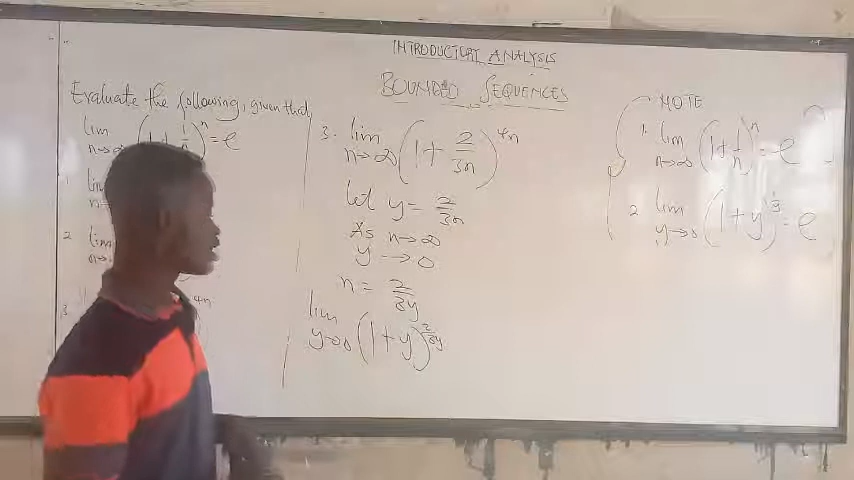 INTRODUCTORY ANALYSIS
BOUNDED SEQUENCES
Evaluate the following, given that
lim n→∞ (1 + 1/n)^n = e
1. lim
2. lim
3.
4n
3. lim n→∞ (1 + 2/3n)^4n
let y = 2/3n
As n → ∞
y → 0
n = 2/3y
lim y→0 (1 + y)^2/3y
NOTE
1. lim n→∞ (1 + 1/n)^n = e
2 lim y→0 (1 + y)^1/y = e